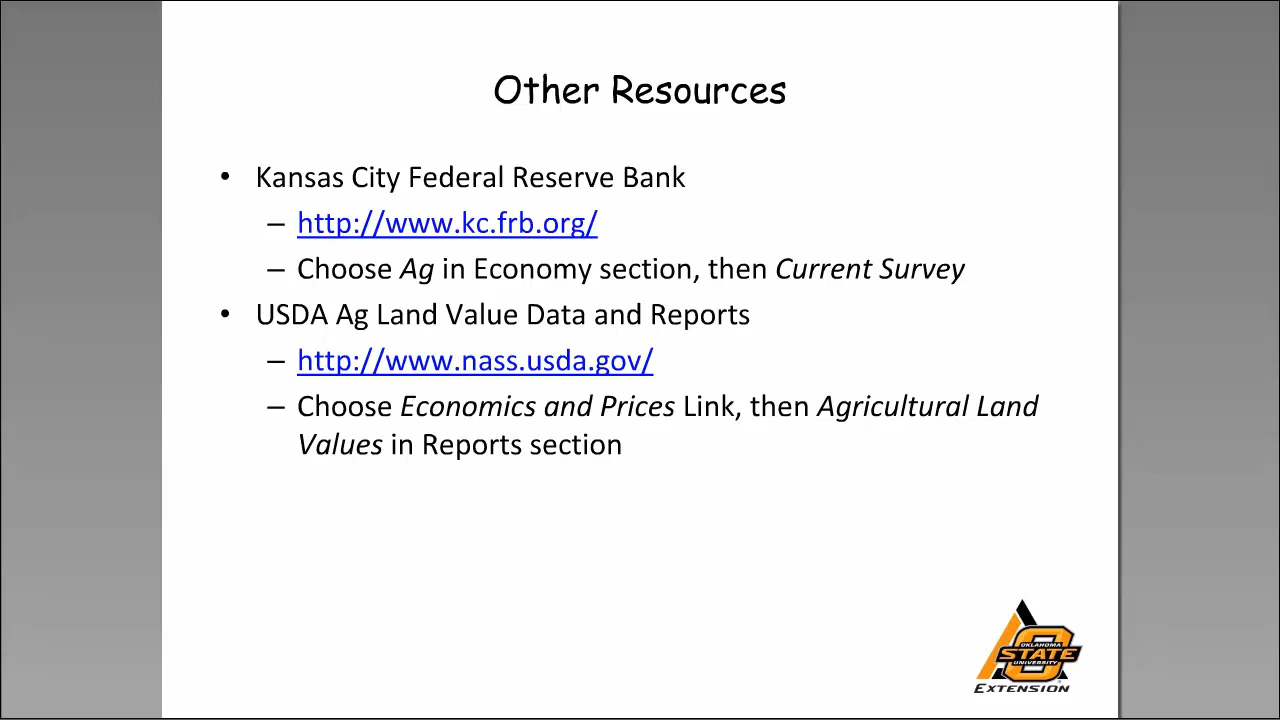 Other Resources
• Kansas City Federal Reserve Bank
– http://www.kc.frb.org/
– Choose Ag in Economy section, then Current Survey
• USDA Ag Land Value Data and Reports
– http://www.nass.usda.gov/
– Choose Economics and Prices Link, then Agricultural Land
Values in Reports section
OKLAHOMA
STATE
UNIVERSITY
EXTENSION